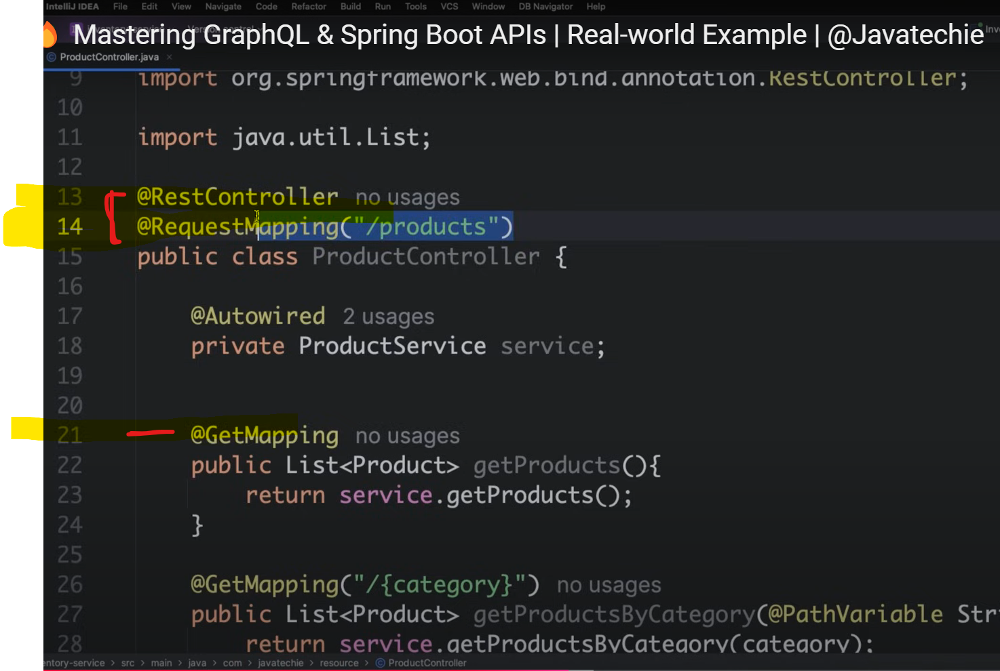 IntelliJ IDEA File Edit View Navigate Code Refactor Build Run Tools VCS Window DB Navigator Help
Mastering GraphQL & Spring Boot APIs | Real-world Example | @Javatechie
ProductController.java
9 import org.springframework.web.bind.annotation.RestController;
10
11 import java.util.List;
12
13 @RestController no usages
14 @RequestMapping("/products")
15 public class ProductController {
16
17 @Autowired 2 usages
18 private ProductService service;
19
20
21 @GetMapping no usages
22 public List<Product> getProducts(){
23 return service.getProducts();
24 }
25
26 @GetMapping("/{category}") no usages
27 public List<Product> getProductsByCategory(@PathVariable Stri
28 return service.getProductsByCategory(category);
entory-service > src > main > java > com > javatechie > resource > ProductController